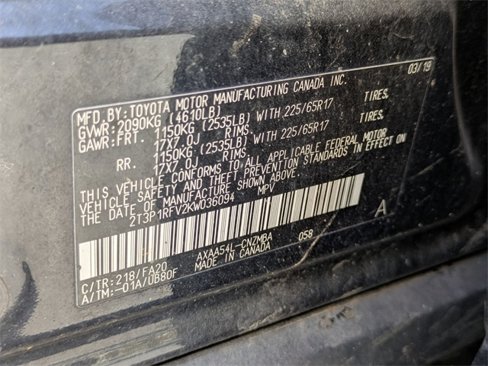 MFD.BY:TOYOTA MOTOR MANUFACTURING CANADA INC. 03/19
GVWR:2090KG (4610LB)
GAWR:FRT. 1150KG (2535LB) WITH 225/65R17 TIRES,
17X7.0J RIMS.
RR. 1150KG (2535LB) WITH 225/65R17 TIRES,
17X7.0J RIMS.
THIS VEHICLE CONFORMS TO ALL APPLICABLE FEDERAL MOTOR
VEHICLE SAFETY AND THEFT PREVENTION STANDARDS IN EFFECT ON
THE DATE OF MANUFACTURE SHOWN ABOVE.
2T3P1RFV2KW036094 MPV
A
C/TR:218/FA20 AXAA54L-CNZMBA 058
A/TM:-01A/UB80F MADE IN CANADA